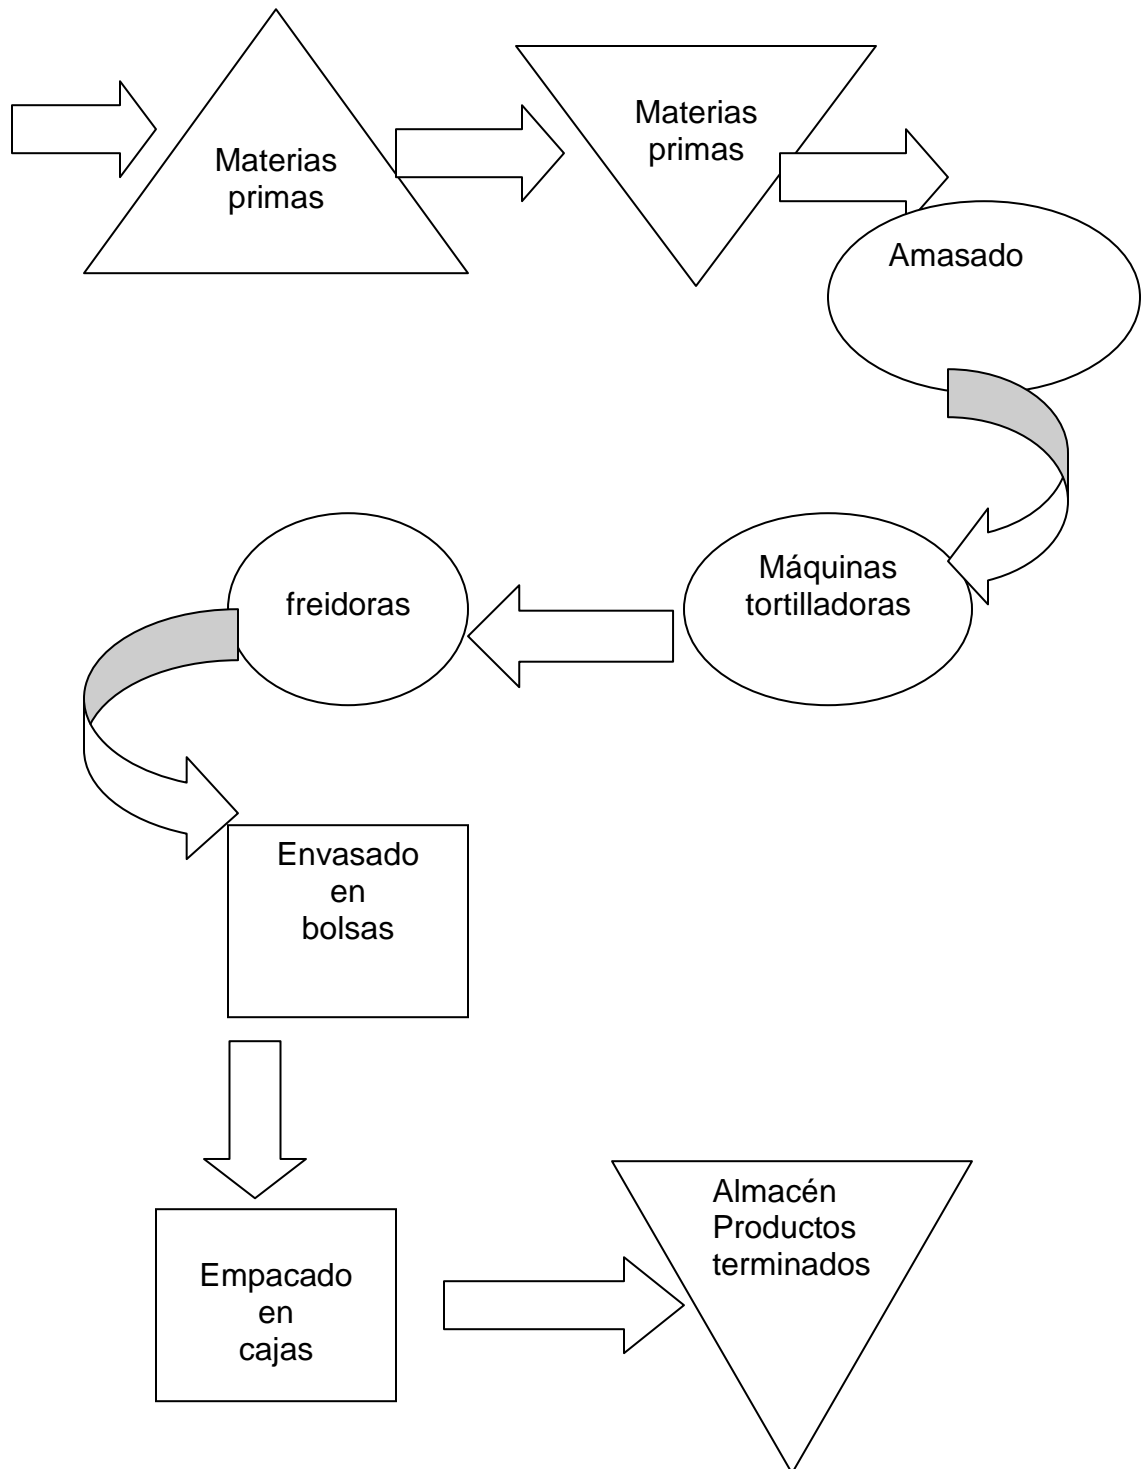 Materias
primas
Materias
primas
Amasado
Máquinas
tortilladoras
freidoras
Envasado
en
bolsas
Empacado
en
cajas
Almacén
Productos
terminados